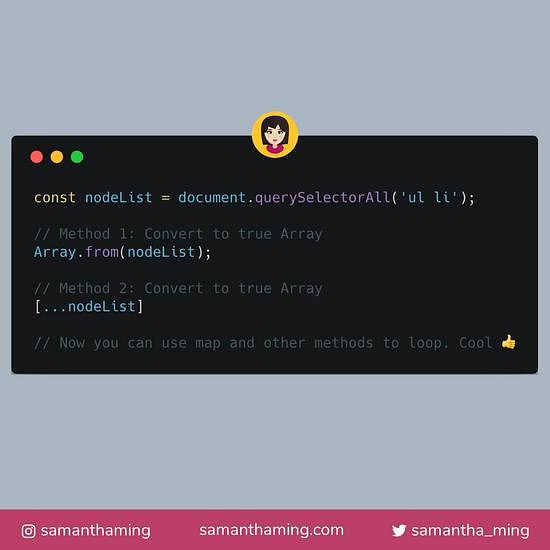 const nodeList = document.querySelectorAll('ul li');
// Method 1: Convert to true Array
Array.from(nodeList);
// Method 2: Convert to true Array
[...nodeList]
// Now you can use map and other methods to loop. Cool 👍
samanthaming samanthaming.com samantha_ming